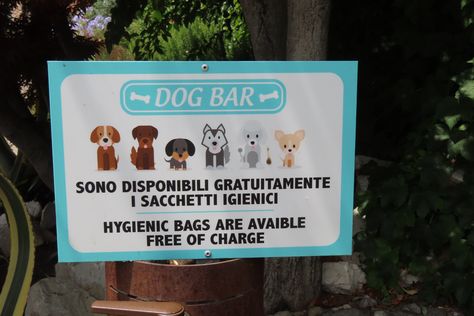 DOG BAR
SONO DISPONIBILI GRATUITAMENTE
I SACCHETTI IGIENICI
HYGIENIC BAGS ARE AVAIBLE
FREE OF CHARGE